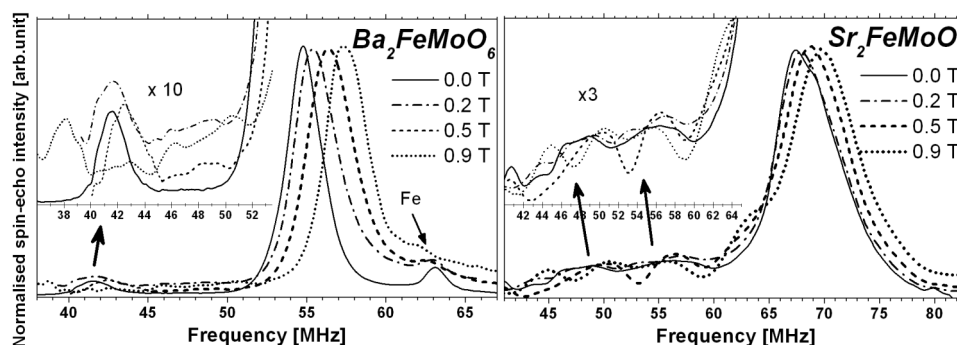 Normalised spin-echo intensity [arb.unit]
Ba2FeMoO6
x 10
0.0 T
0.2 T
0.5 T
0.9 T
Fe
38 40 42 44 46 48 50 52
40 45 50 55 60 65
Frequency [MHz]
Sr2FeMoO6
x3
0.0 T
0.2 T
0.5 T
0.9 T
40 42 44 46 48 50 52 54 56 58 60 62 64
45 50 55 60 65 70 75 80
Frequency [MHz]